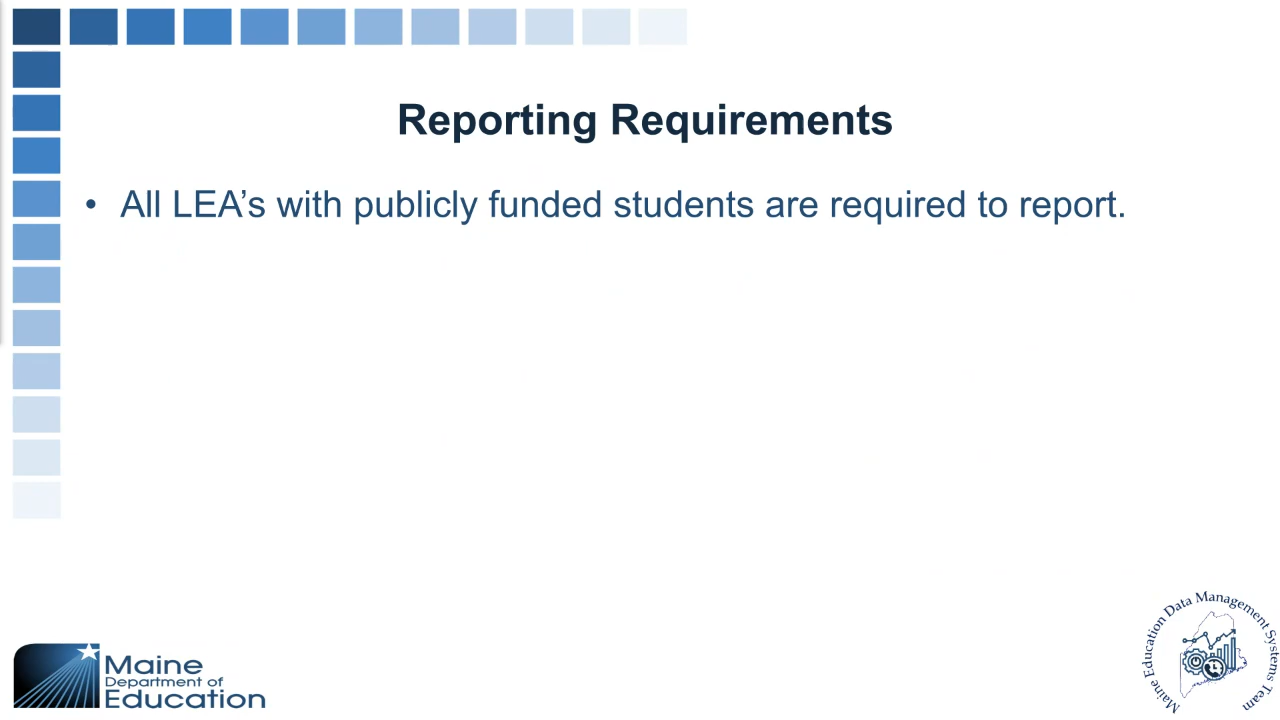 Reporting Requirements
• All LEA’s with publicly funded students are required to report.
Maine
Department of
Education
Maine Education Data Management Systems Team